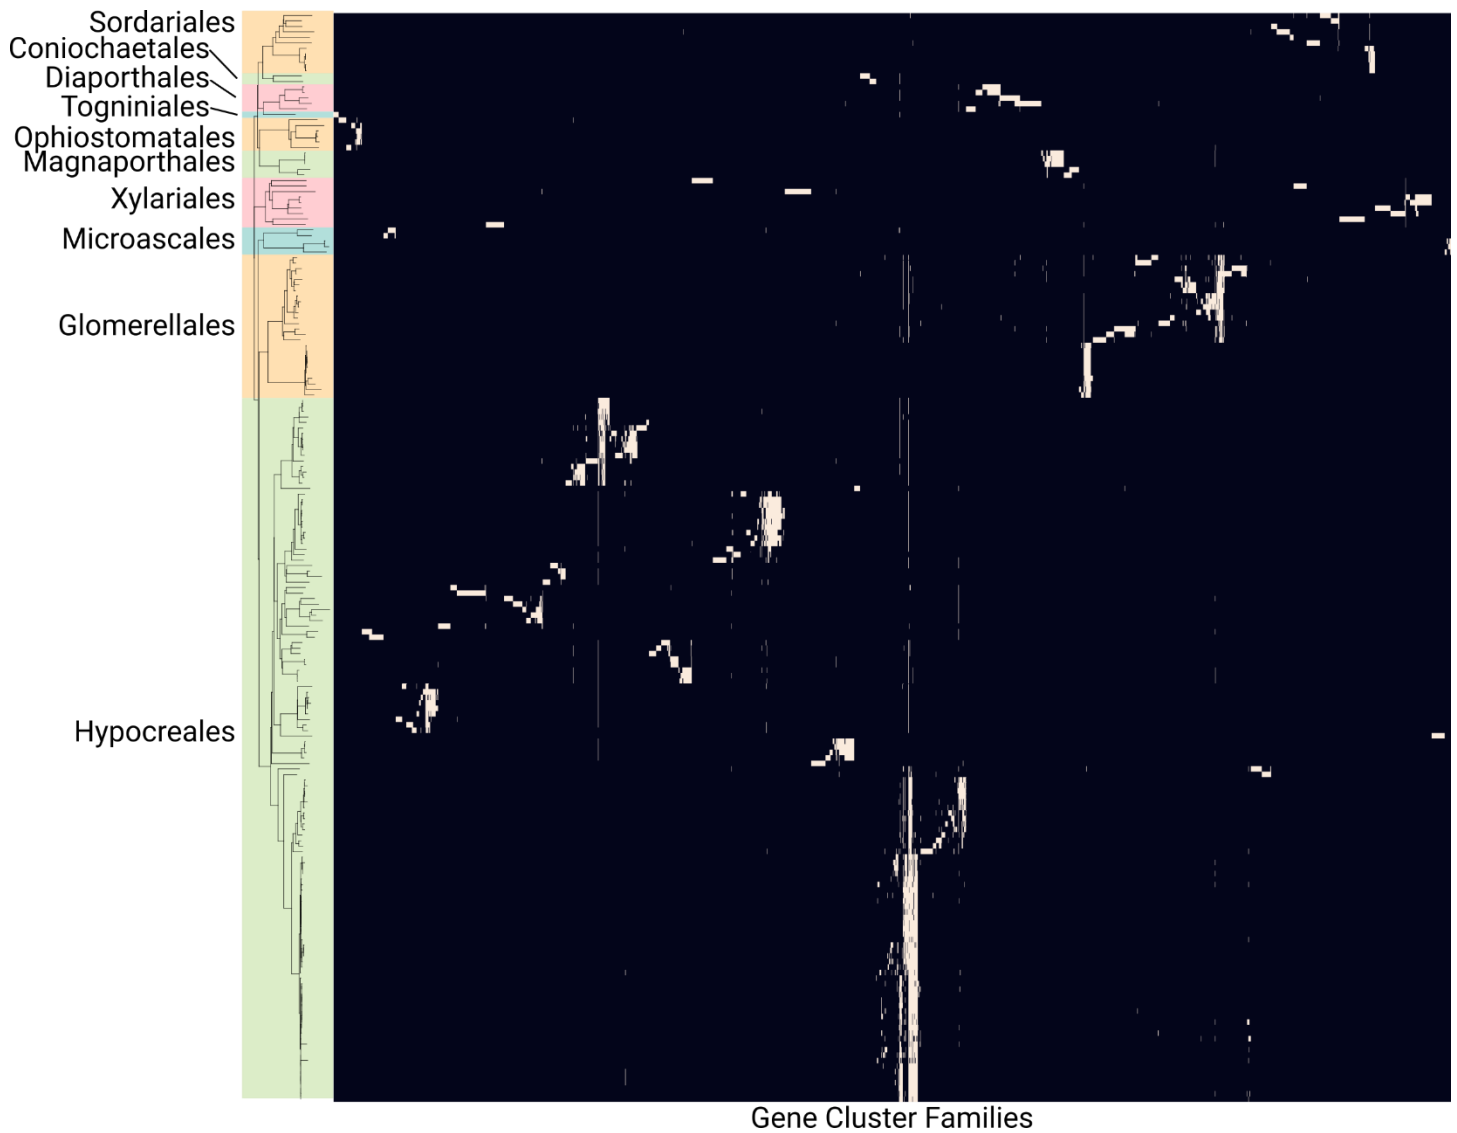 Sordariales
Coniochaetales
Diaporthales
Togniniales
Ophiostomatales
Magnaporthales
Xylariales
Microascales
Glomerellales
Hypocreales
Gene Cluster Families